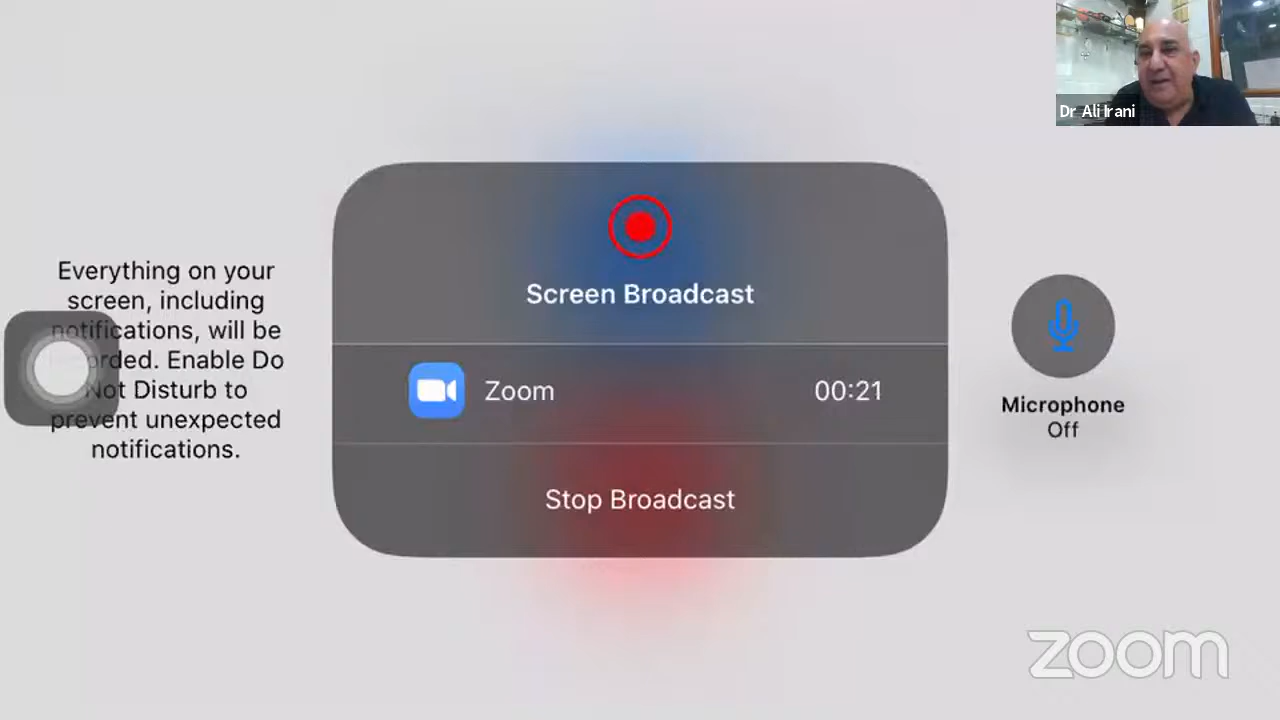 Dr Ali Irani
Everything on your
screen, including
notifications, will be
recorded. Enable Do
Not Disturb to
prevent unexpected
notifications.
Screen Broadcast
Zoom 00:21
Stop Broadcast
Microphone
Off
zoom